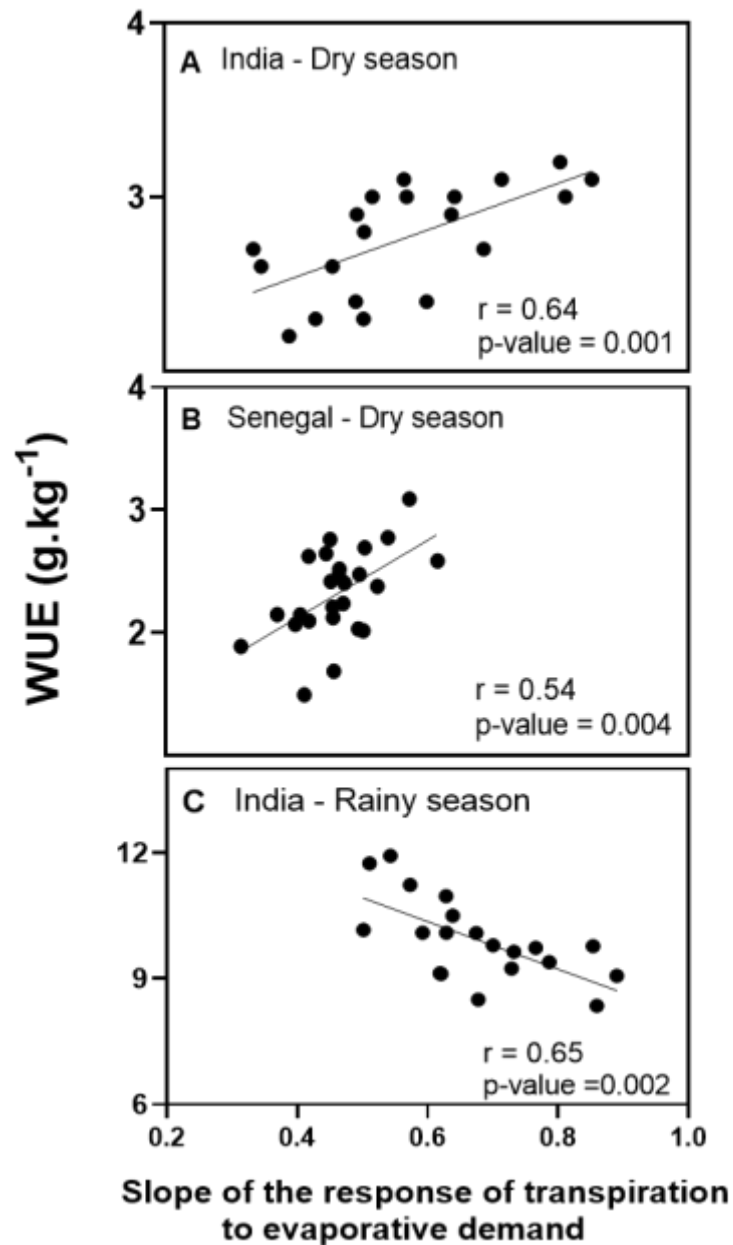 4
A India - Dry season
3
r = 0.64
p-value = 0.001
4
B Senegal - Dry season
3
2
r = 0.54
p-value = 0.004
WUE (g.kg⁻¹)
C India - Rainy season
12
9
r = 0.65
p-value =0.002
6
0.2 0.4 0.6 0.8 1.0
Slope of the response of transpiration
to evaporative demand